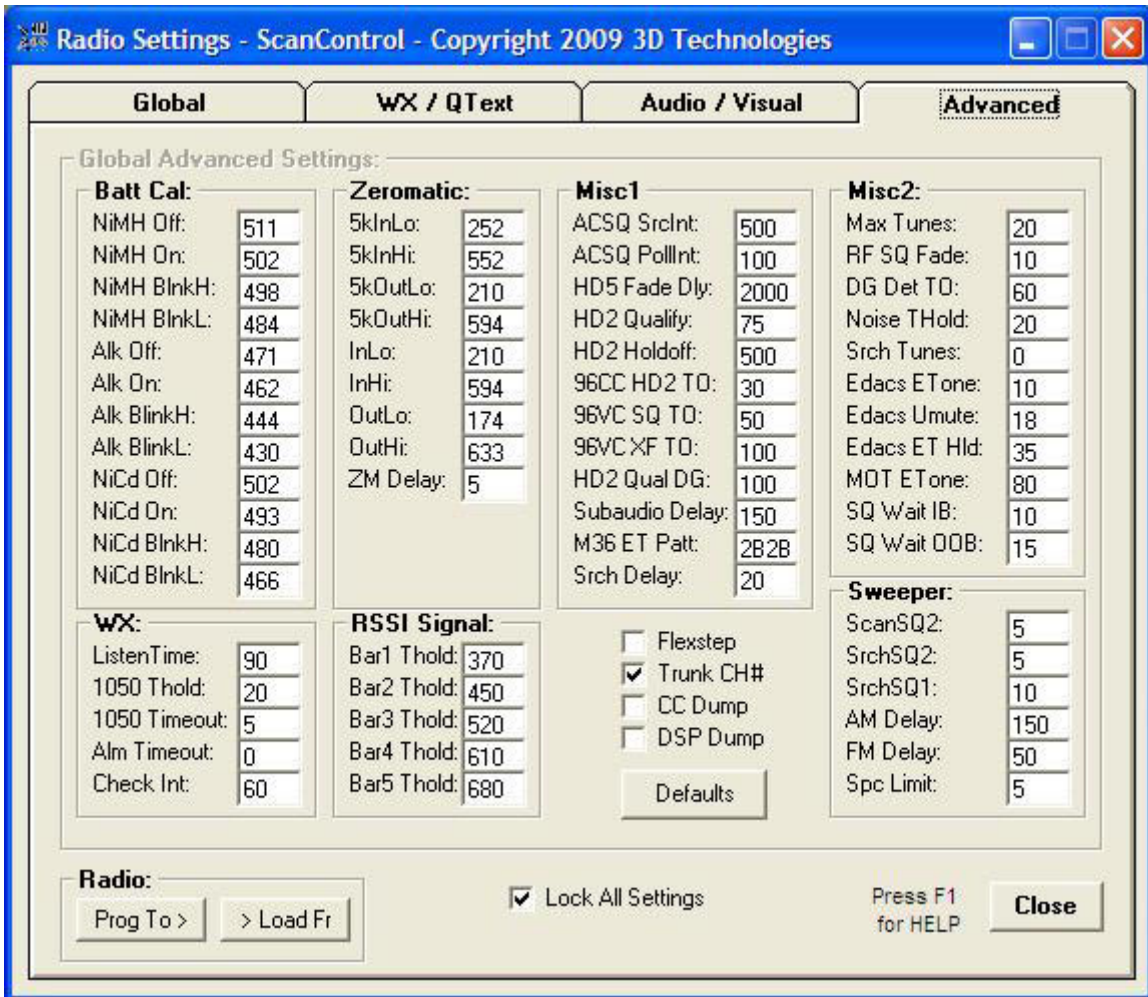 Radio Settings - ScanControl - Copyright 2009 3D Technologies
Global
WX / QText
Audio / Visual
Advanced
Global Advanced Settings:
Batt Cal:
NiMH Off: 511
NiMH On: 502
NiMH BlnkH: 498
NiMH BlnkL: 484
Alk Off: 471
Alk On: 462
Alk BlinkH: 444
Alk BlinkL: 430
NiCd Off: 502
NiCd On: 493
NiCd BlnkH: 480
NiCd BlnkL: 466
Zeromatic:
5kInLo: 252
5kInHi: 552
5kOutLo: 210
5kOutHi: 594
InLo: 210
InHi: 594
OutLo: 174
OutHi: 633
ZM Delay: 5
Misc1
ACSQ SrcInt: 500
ACSQ PollInt: 100
HD5 Fade Dly: 2000
HD2 Qualify: 75
HD2 Holdoff: 500
96CC HD2 TO: 30
96VC SQ TO: 50
96VC XF TO: 100
HD2 Qual DG: 100
Subaudio Delay: 150
M36 ET Patt: 2B2B
Srch Delay: 20
Misc2:
Max Tunes: 20
RF SQ Fade: 10
DG Det TO: 60
Noise THold: 20
Srch Tunes: 0
Edacs ETone: 10
Edacs Umute: 18
Edacs ET Hld: 35
MOT ETone: 80
SQ Wait IB: 10
SQ Wait OOB: 15
WX:
ListenTime: 90
1050 Thold: 20
1050 Timeout: 5
Alm Timeout: 0
Check Int: 60
RSSI Signal:
Bar1 Thold: 370
Bar2 Thold: 450
Bar3 Thold: 520
Bar4 Thold: 610
Bar5 Thold: 680
Flexstep
Trunk CH#
CC Dump
DSP Dump
Defaults
Sweeper:
ScanSQ2: 5
SrchSQ2: 5
SrchSQ1: 10
AM Delay: 150
FM Delay: 50
Spc Limit: 5
Radio:
Prog To >
> Load Fr
Lock All Settings
Press F1
for HELP
Close